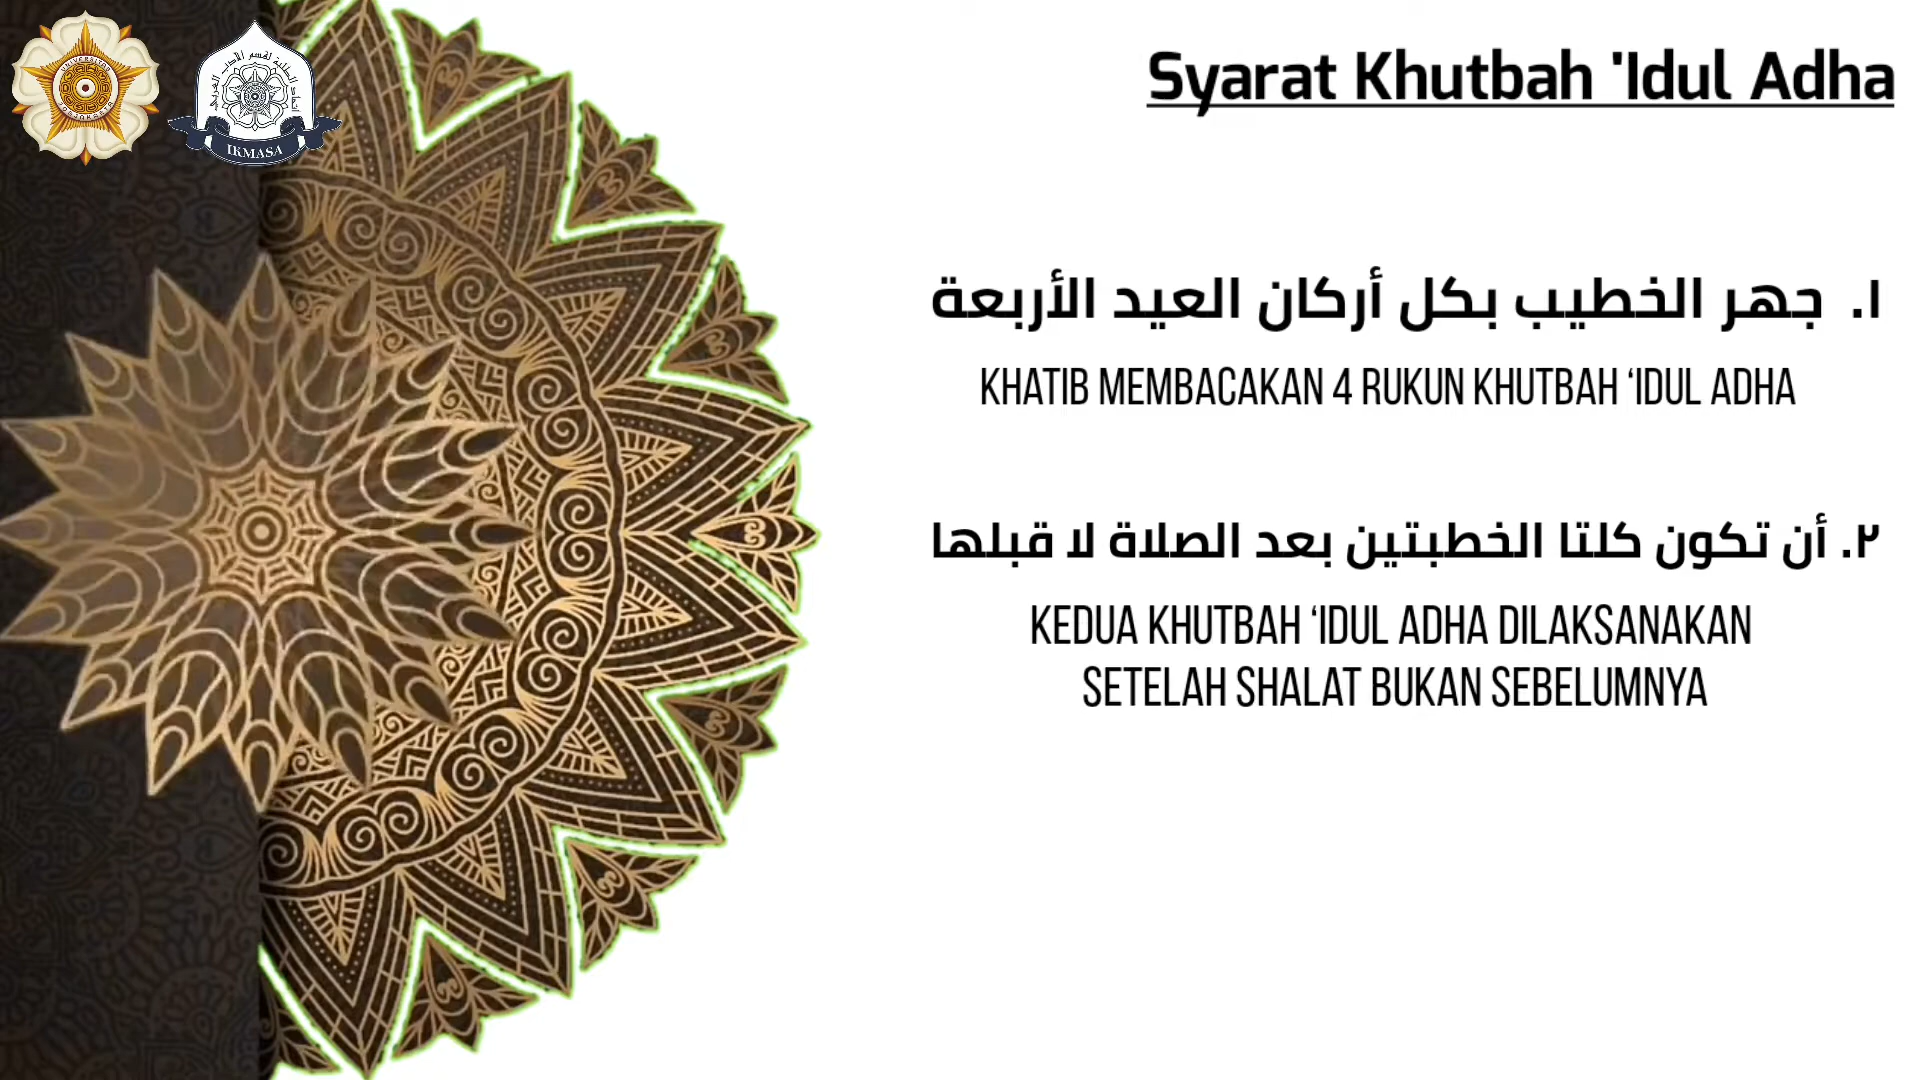 Syarat Khutbah 'Idul Adha
١. جهر الخطيب بكل أركان العيد الأربعة
KHATIB MEMBACAKAN 4 RUKUN KHUTBAH ‘IDUL ADHA
٢. أن تكون كلتا الخطبتين بعد الصلاة لا قبلها
KEDUA KHUTBAH ‘IDUL ADHA DILAKSANAKAN
SETELAH SHALAT BUKAN SEBELUMNYA
IKMASA